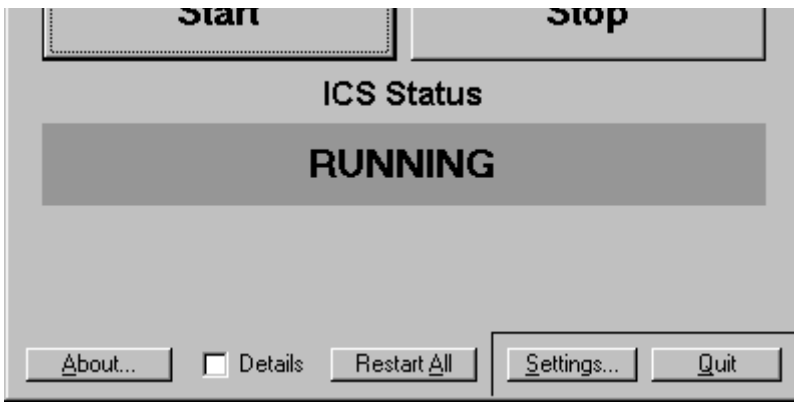 Start Stop
ICS Status
RUNNING
About... Details Restart All Settings... Quit